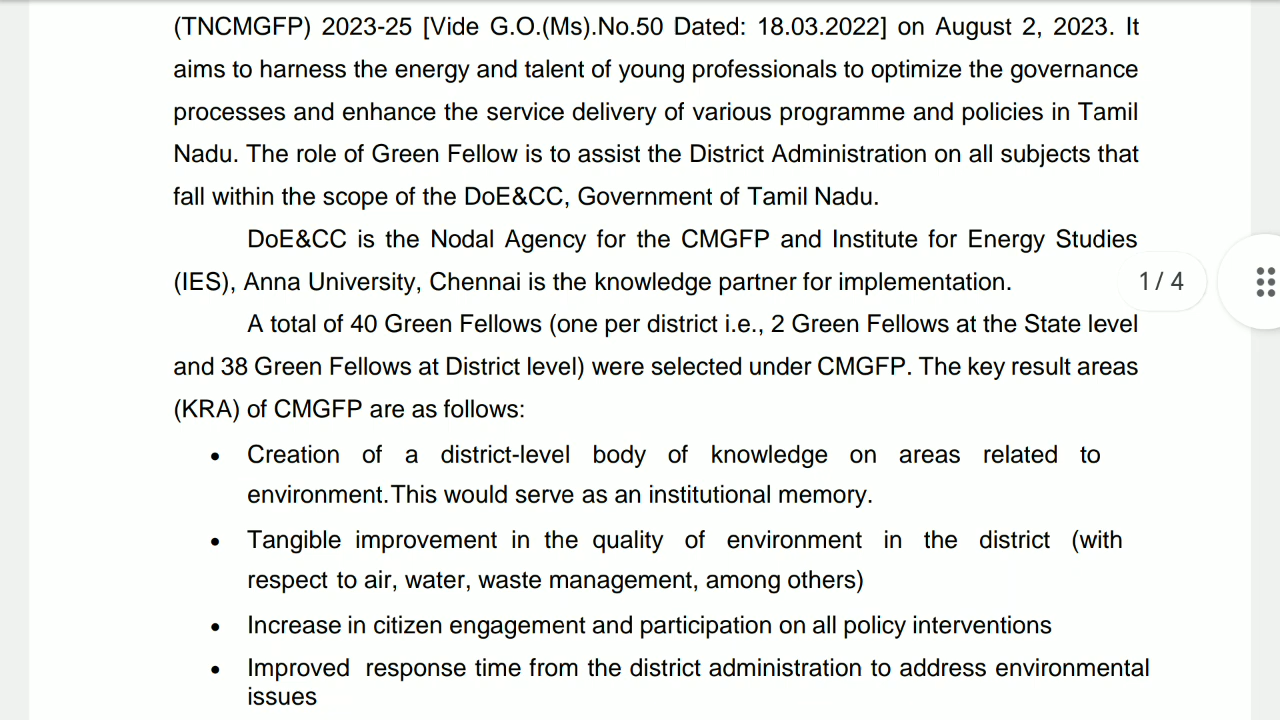 (TNCMGFP) 2023-25 [Vide G.O.(Ms).No.50 Dated: 18.03.2022] on August 2, 2023. It
aims to harness the energy and talent of young professionals to optimize the governance
processes and enhance the service delivery of various programme and policies in Tamil
Nadu. The role of Green Fellow is to assist the District Administration on all subjects that
fall within the scope of the DoE&CC, Government of Tamil Nadu.
DoE&CC is the Nodal Agency for the CMGFP and Institute for Energy Studies
(IES), Anna University, Chennai is the knowledge partner for implementation.
1 / 4
A total of 40 Green Fellows (one per district i.e., 2 Green Fellows at the State level
and 38 Green Fellows at District level) were selected under CMGFP. The key result areas
(KRA) of CMGFP are as follows:
• Creation of a district-level body of knowledge on areas related to
environment.This would serve as an institutional memory.
• Tangible improvement in the quality of environment in the district (with
respect to air, water, waste management, among others)
• Increase in citizen engagement and participation on all policy interventions
• Improved response time from the district administration to address environmental
issues